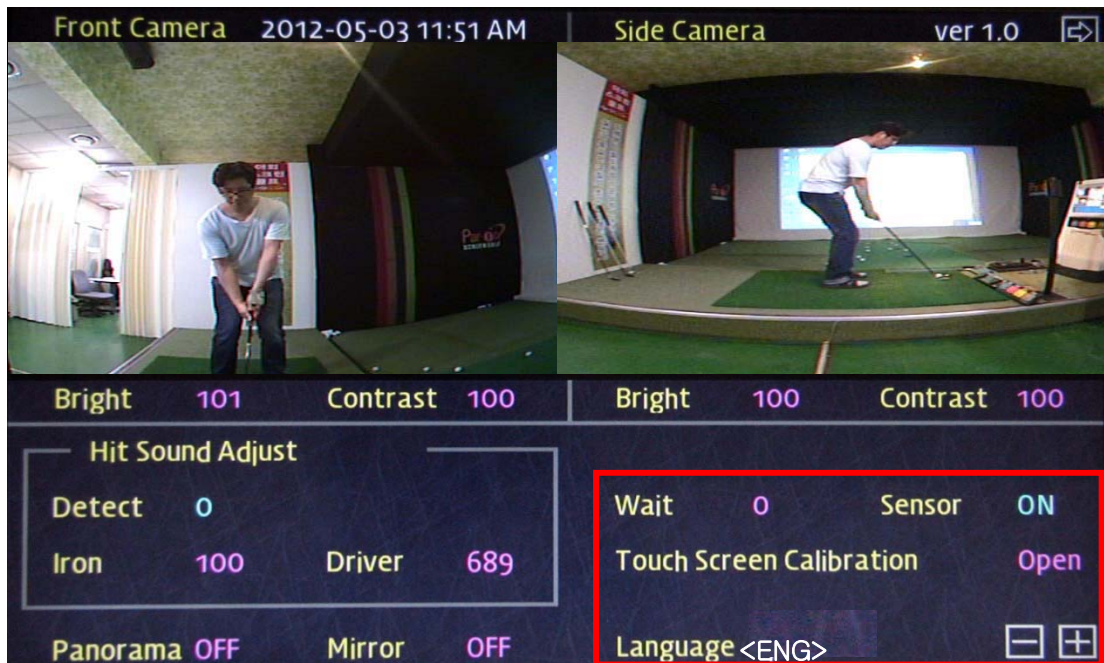 Front Camera 2012-05-03 11:51 AM Side Camera ver 1.0
Bright 101 Contrast 100 Bright 100 Contrast 100
Hit Sound Adjust
Detect 0 Wait 0 Sensor ON
Iron 100 Driver 689 Touch Screen Calibration Open
Panorama OFF Mirror OFF Language <ENG>